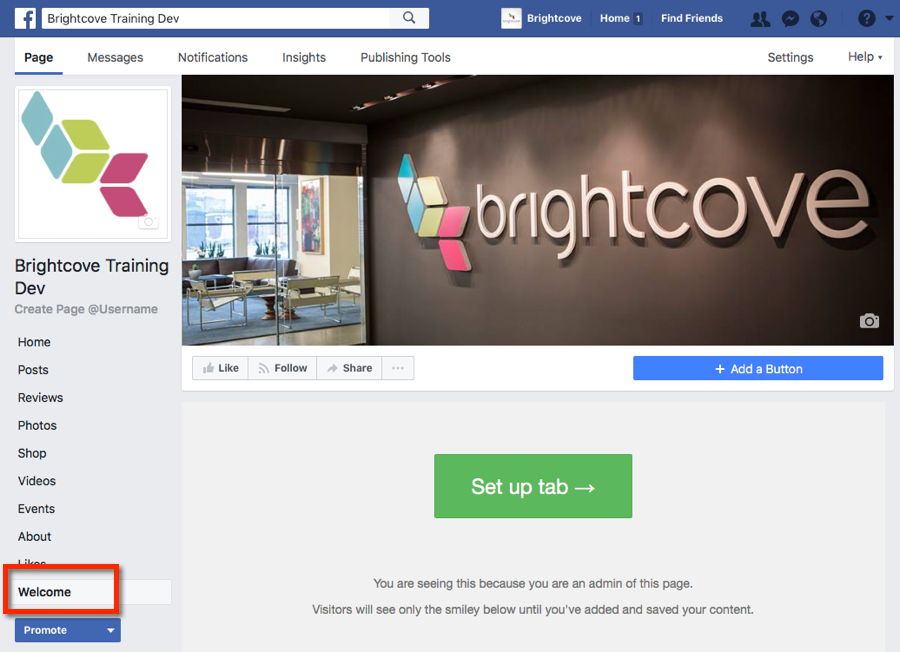 Brightcove Training Dev
Brightcove
Home 1
Find Friends
Page
Messages
Notifications
Insights
Publishing Tools
Settings
Help
brightcove
Brightcove Training
Dev
Create Page @Username
Home
Posts
Reviews
Photos
Shop
Videos
Events
About
Likes
Welcome
Promote
Like
Follow
Share
+ Add a Button
Set up tab →
You are seeing this because you are an admin of this page.
Visitors will see only the smiley below until you've added and saved your content.